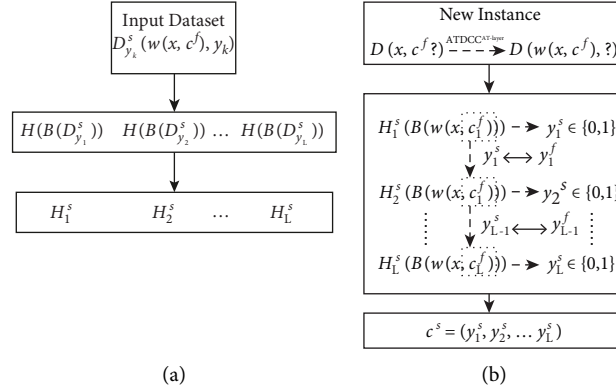 Input Dataset
D^s_{y_k}(w(x, c^f), y_k)
H(B(D^s_{y_1})) H(B(D^s_{y_2})) ... H(B(D^s_{y_L}))
H^s_1 H^s_2 ... H^s_L
(a)
New Instance
D (x, c^f ?) ATDCC^{AT-layer} D (w(x, c^f), ?)
H^s_1 (B(w(x, c^f_1))) → y^s_1 ∈ {0,1}
y^s_1 ↔ y^f_1
H^s_2 (B(w(x, c^f_1))) → y_2^s ∈ {0,1}
y^s_{L-1} ↔ y^f_{L-1}
H^s_L (B(w(x, c^f_L))) → y^s_L ∈ {0,1}
c^s = (y^s_1, y^s_2, ... y^s_L)
(b)